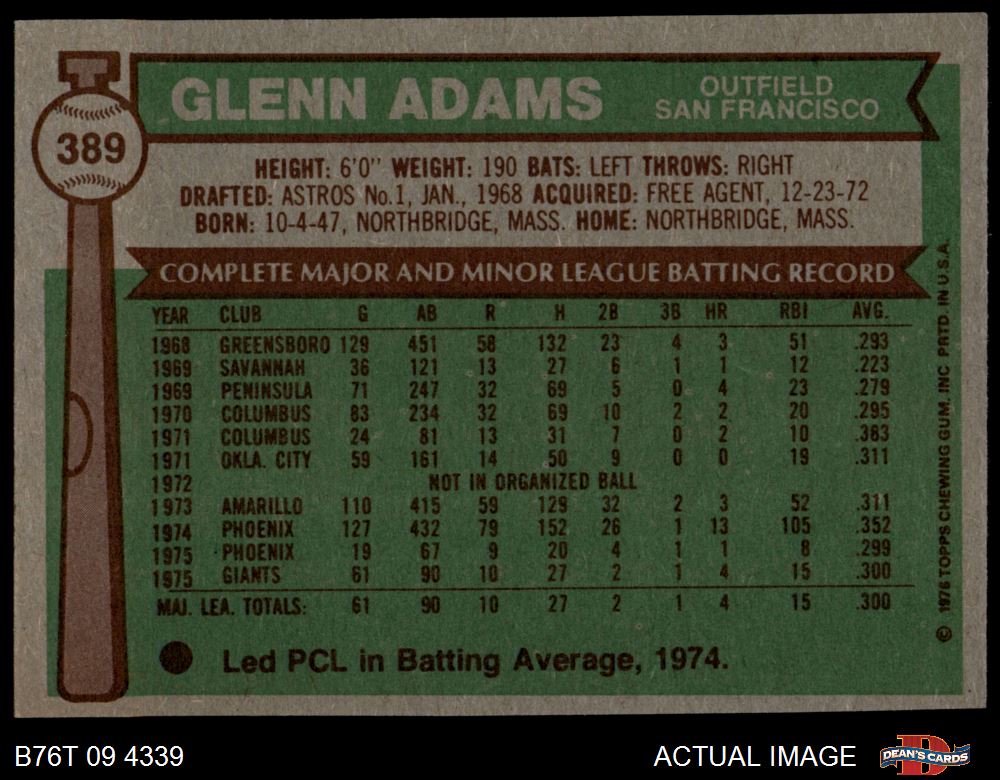 389
GLENN ADAMS OUTFIELD
SAN FRANCISCO
HEIGHT: 6'0" WEIGHT: 190 BATS: LEFT THROWS: RIGHT
DRAFTED: ASTROS No.1, JAN., 1968 ACQUIRED: FREE AGENT, 12-23-72
BORN: 10-4-47, NORTHBRIDGE, MASS. HOME: NORTHBRIDGE, MASS.
COMPLETE MAJOR AND MINOR LEAGUE BATTING RECORD
YEAR CLUB G AB R H 2B 3B HR RBI AVG.
1968 GREENSBORO 129 451 58 132 23 4 3 51 .293
1969 SAVANNAH 36 121 13 27 6 1 1 12 .223
1969 PENINSULA 71 247 32 69 5 0 4 23 .279
1970 COLUMBUS 83 234 32 69 10 2 2 20 .295
1971 COLUMBUS 24 81 13 31 7 0 2 10 .383
1971 OKLA. CITY 59 161 14 50 9 0 0 19 .311
1972 NOT IN ORGANIZED BALL
1973 AMARILLO 110 415 59 129 32 2 3 52 .311
1974 PHOENIX 127 432 79 152 26 1 13 105 .352
1975 PHOENIX 19 67 9 20 4 1 1 8 .299
1975 GIANTS 61 90 10 27 2 1 4 15 .300
MAJ. LEA. TOTALS: 61 90 10 27 2 1 4 15 .300
Led PCL in Batting Average, 1974.
© 1976 TOPPS CHEWING GUM, INC PRTD. IN U.S.A.
B76T 09 4339 ACTUAL IMAGE DEAN'S CARDS